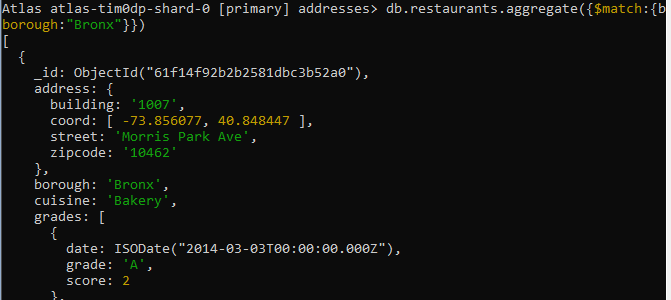 Atlas atlas-tim0dp-shard-0 [primary] addresses> db.restaurants.aggregate({$match:{b
borough:"Bronx"}})
[
  {
    _id: ObjectId("61f14f92b2b2581dbc3b52a0"),
    address: {
      building: '1007',
      coord: [ -73.856077, 40.848447 ],
      street: 'Morris Park Ave',
      zipcode: '10462'
    },
    borough: 'Bronx',
    cuisine: 'Bakery',
    grades: [
      {
        date: ISODate("2014-03-03T00:00:00.000Z"),
        grade: 'A',
        score: 2
      },